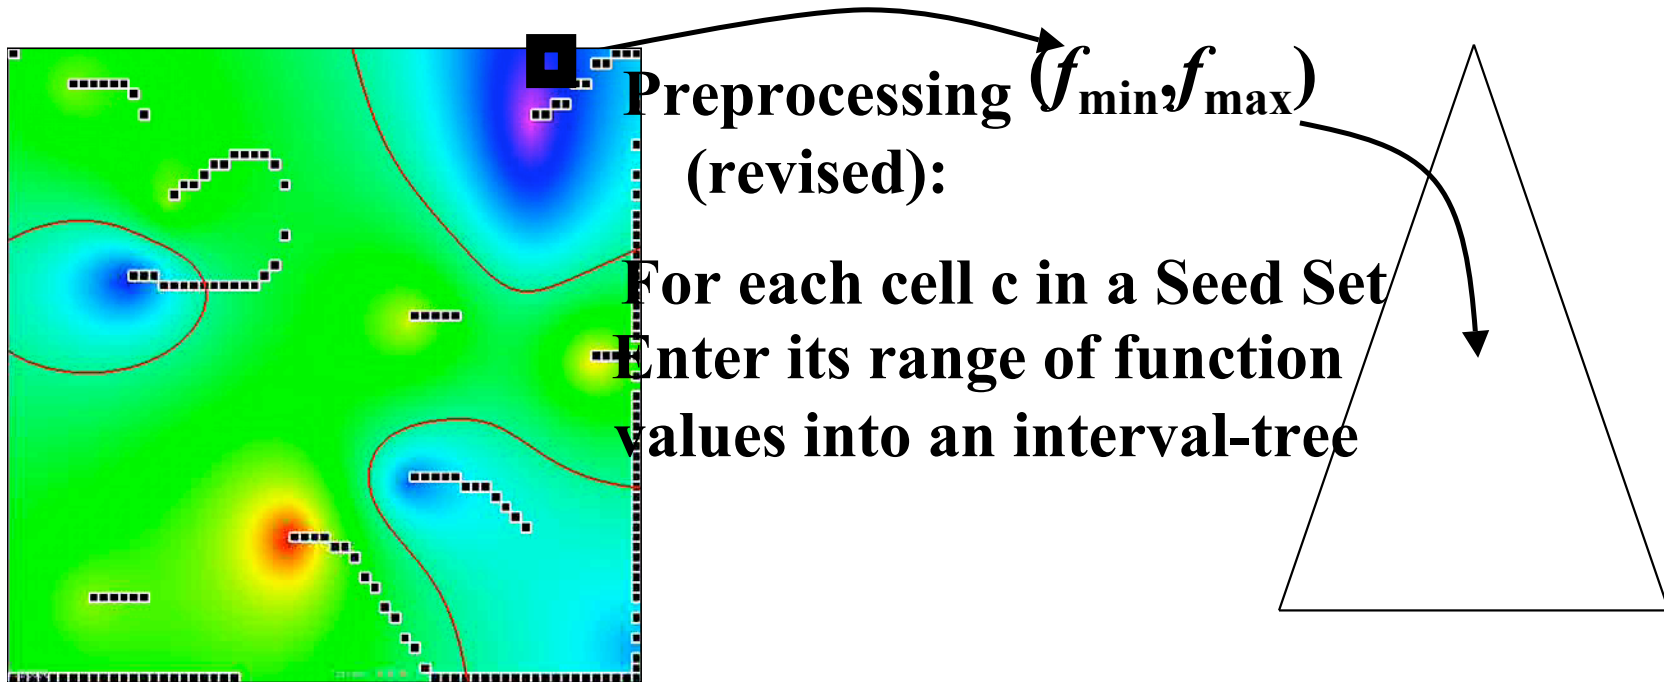 Preprocessing (fmin,fmax)
(revised):
For each cell c in a Seed Set
Enter its range of function
values into an interval-tree